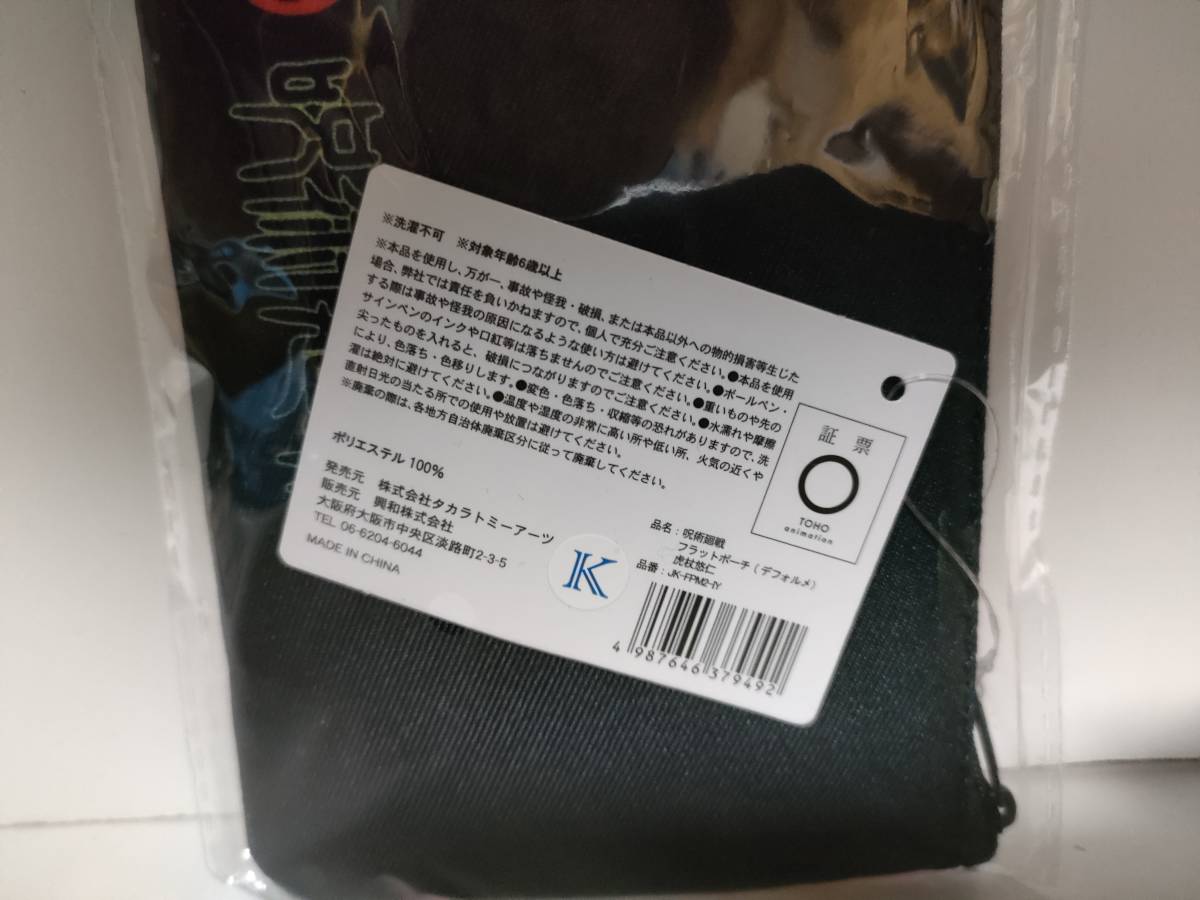 ※洗濯不可　※対象年齢6歳以上
※本品を使用し、万が一、事故や怪我・破損、または本品以外への物的損害等生じた
場合、弊社では責任を負いかねますので、個人で充分ご注意ください。●本品を使用
する際は事故や怪我の原因になるような使い方は避けてください。●ボールペン・
サインペンのインクや口紅等は落ちませんのでご注意ください。●重いものや先の
尖ったものを入れると、破損につながりますのでご注意ください。●水濡れや摩擦
により、色落ち・色移りします。●変色・色落ち・収縮等の恐れがありますので、洗
濯は絶対に避けてください。●温度や湿度の非常に高い所や低い所、火気の近くや
直射日光の当たる所での使用や放置は避けてください。
※廃棄の際は、各地方自治体廃棄区分に従って廃棄してください。
ポリエステル 100%
発売元　株式会社タカラトミーアーツ
販売元　興和株式会社
大阪府大阪市中央区淡路町2-3-5
TEL 06-6204-6044
MADE IN CHINA
K
証 票
TOHO
animation
品名：呪術廻戦
フラットポーチ（デフォルメ）
虎杖悠仁
品番：JK-FPM2-IY
4 987646 379492